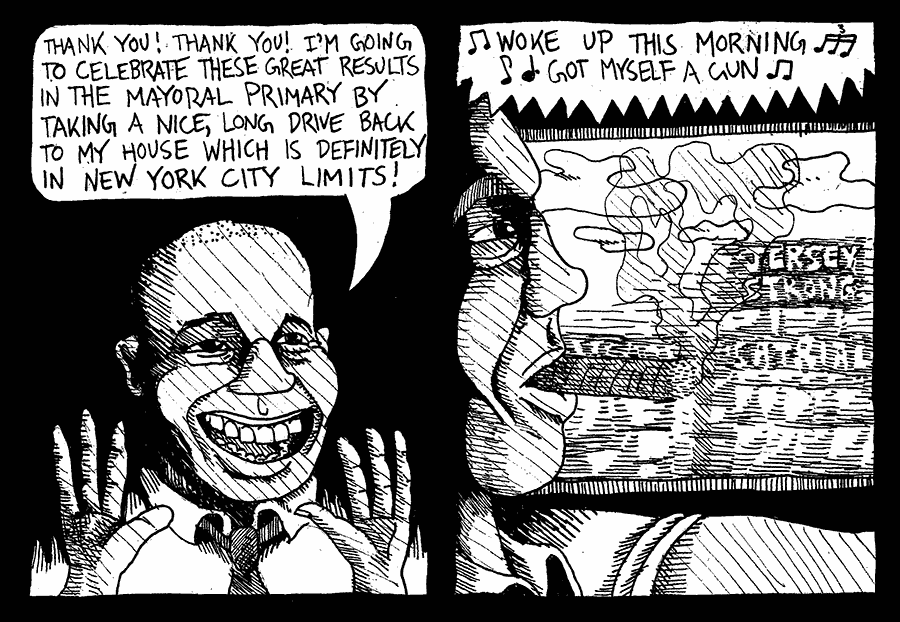 THANK YOU! THANK YOU! I'M GOING
TO CELEBRATE THESE GREAT RESULTS
IN THE MAYORAL PRIMARY BY
TAKING A NICE, LONG DRIVE BACK
TO MY HOUSE WHICH IS DEFINITELY
IN NEW YORK CITY LIMITS!
♫ WOKE UP THIS MORNING ♫
♪ ♩ GOT MYSELF A GUN ♫
JERSEY
STRONG